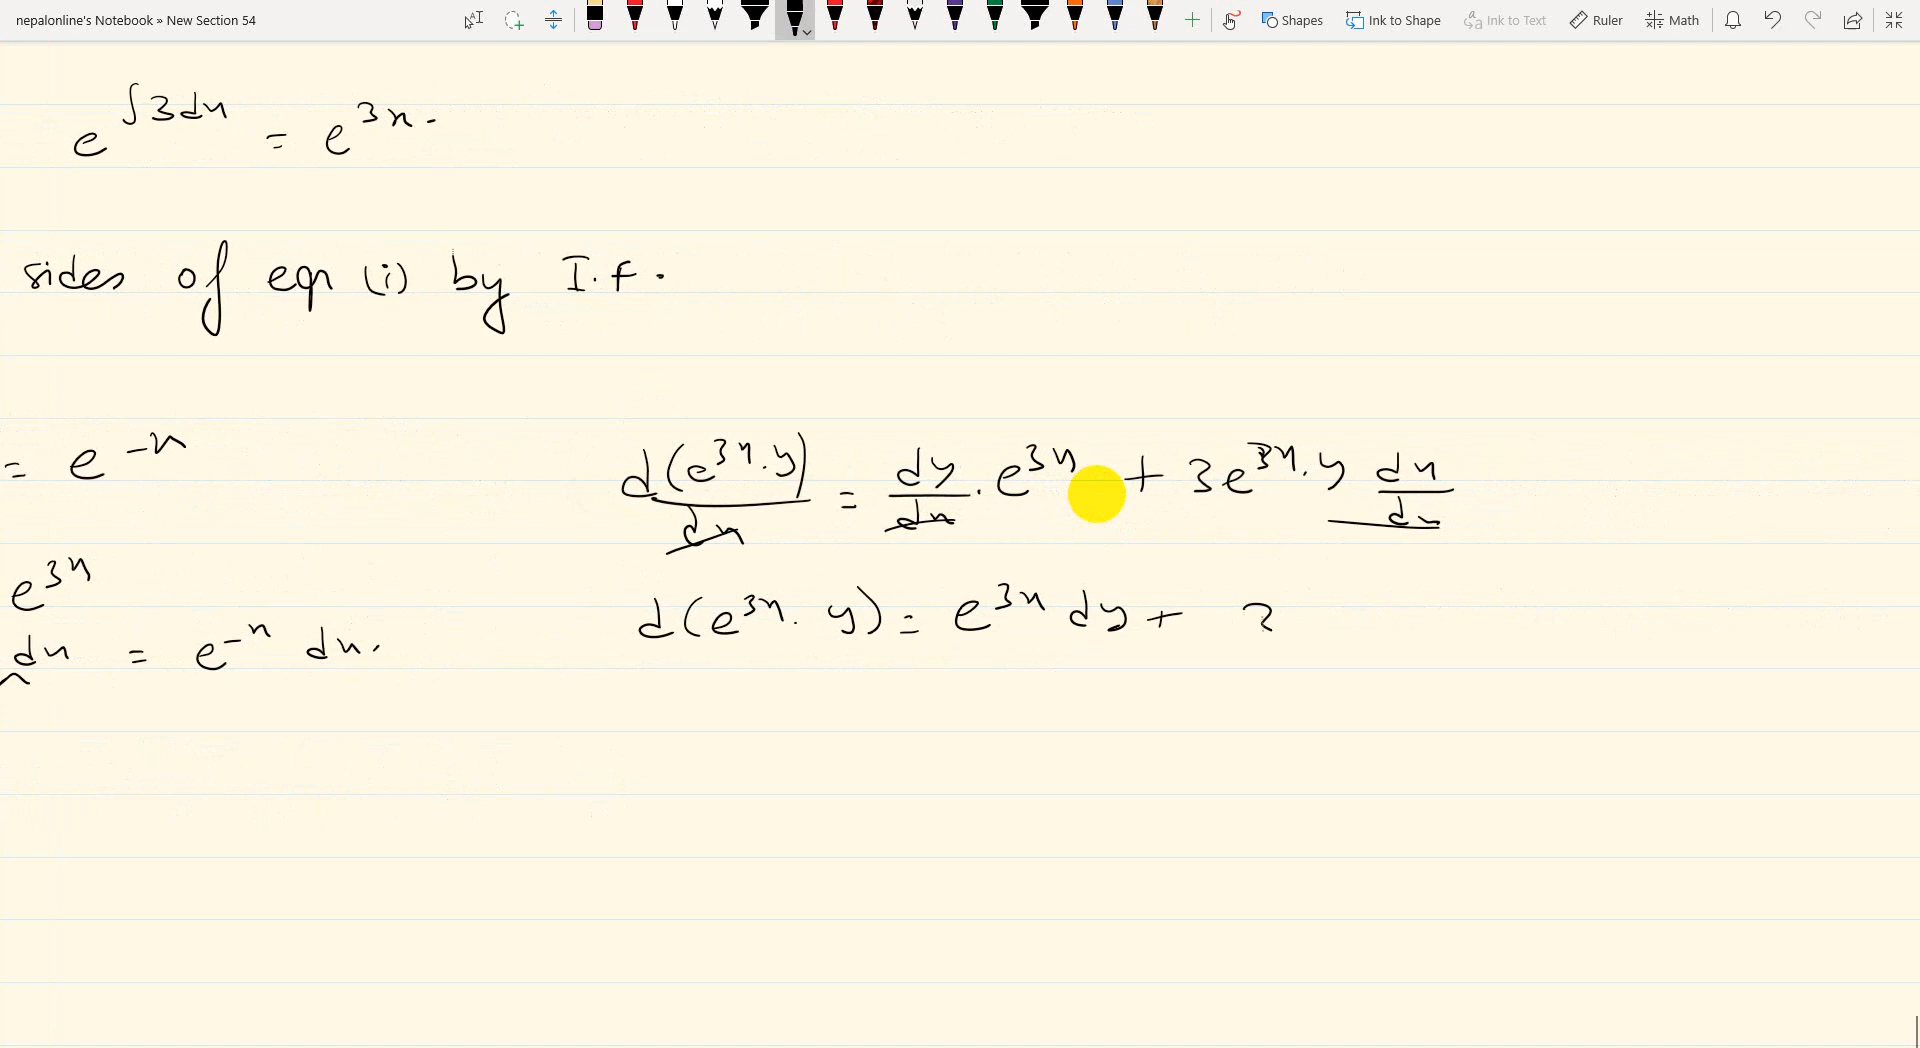 nepalonline's Notebook » New Section 54
Shapes Ink to Shape Ink to Text Ruler Math
e^{∫3dx} = e^{3x}.
sides of eqn (i) by I.F.
= e^{-x}
d(e^{3x}.y)/dx = dy/dx . e^{3x} + 3e^{3x}.y dx/dx
e^{3x}
d(e^{3x}. y) = e^{3x} dy + 3
dx = e^{-x} dx.